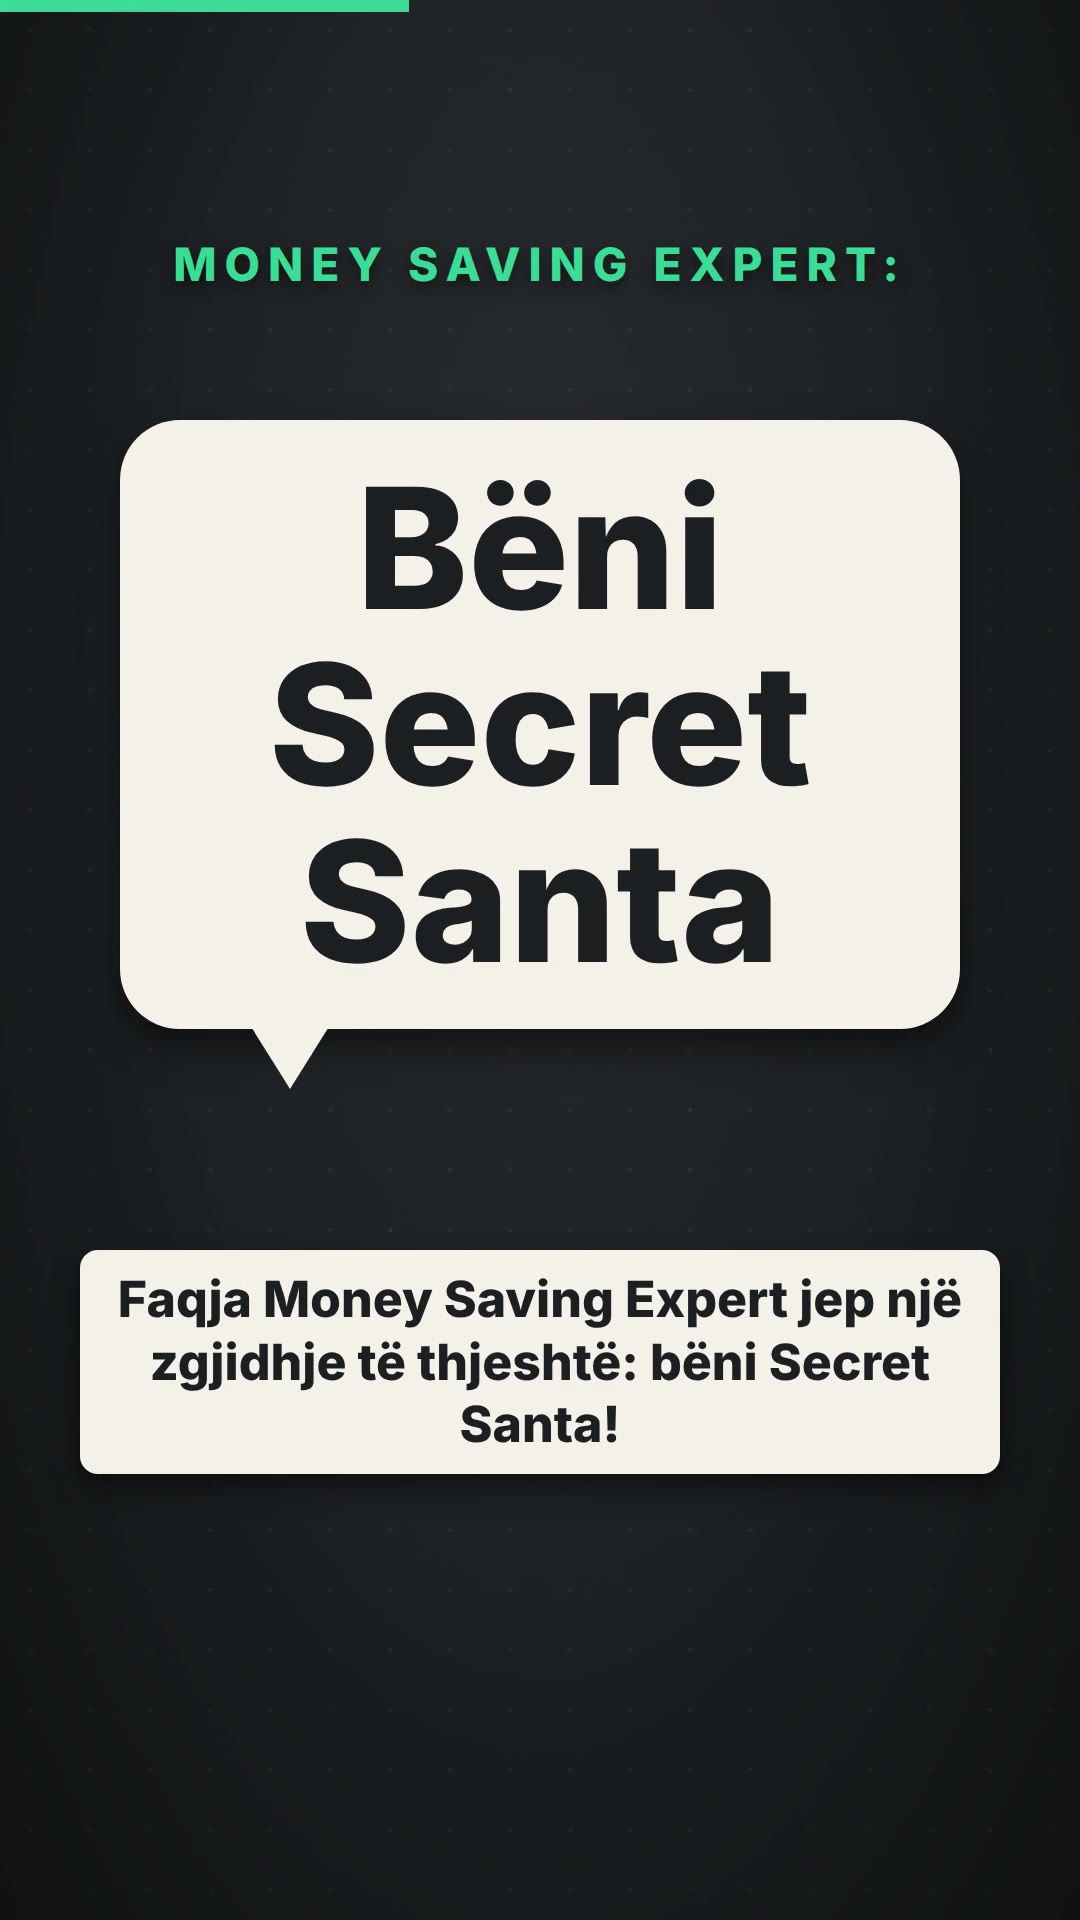 MONEY SAVING EXPERT:
Bëni
Secret
Santa
Faqja Money Saving Expert jep një
zgjidhje të thjeshtë: bëni Secret
Santa!